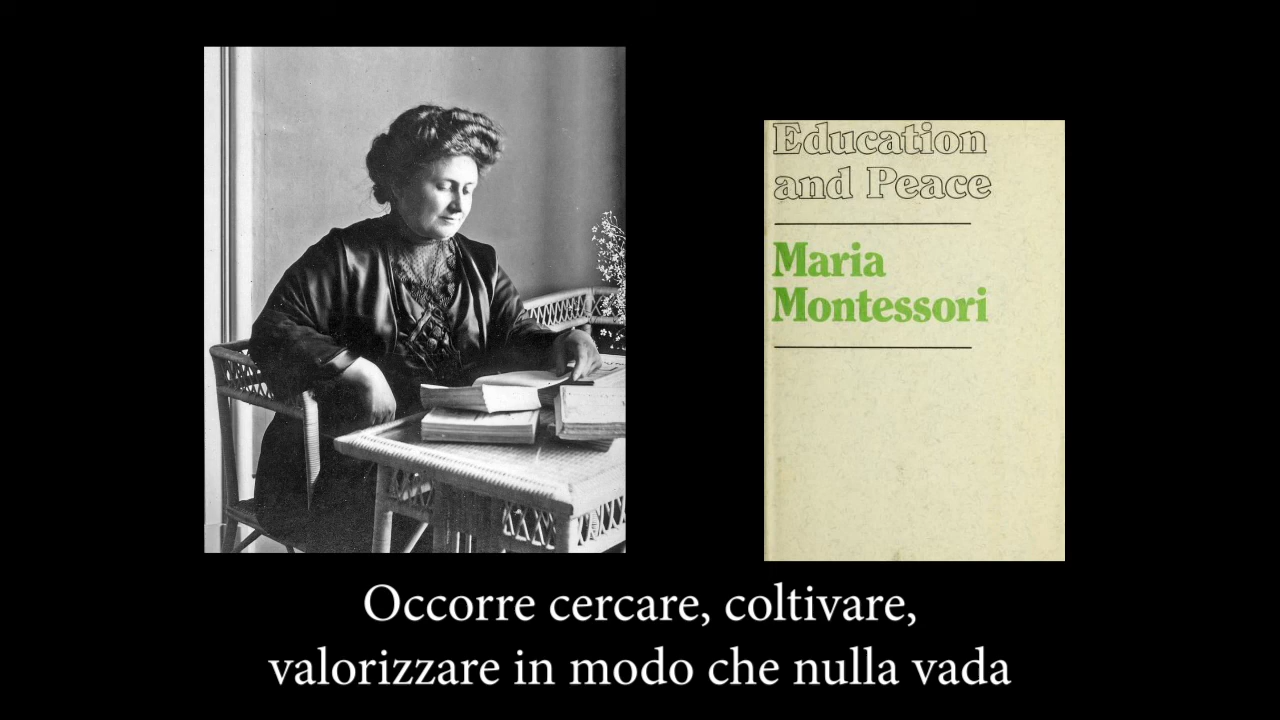 Education
and Peace
Maria
Montessori
Occorre cercare, coltivare,
valorizzare in modo che nulla vada